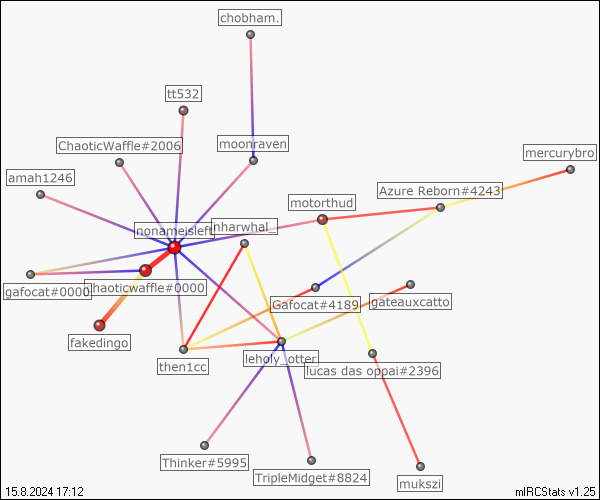 chobham.
tt532
ChaoticWaffle#2006
moonraven
mercurybro
amah1246
Azure Reborn#4243
motorthud
nonameisleft
nharwhal_
gafocat#0000
Chaoticwaffle#0000
Gafocat#4189
gateauxcatto
fakedingo
then1cc
leholy_otter
lucas das oppai#2396
Thinker#5995
TripleMidget#8824
mukszi
15.8.2024 17:12
mIRCStats v1.25